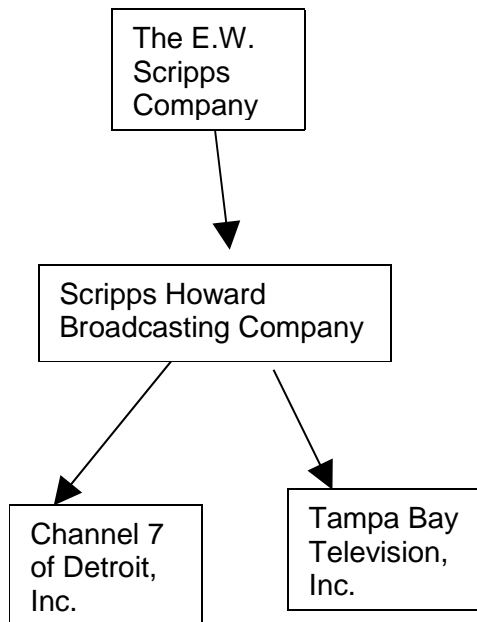 The E.W.
Scripps
Company
Scripps Howard
Broadcasting Company
Channel 7
of Detroit,
Inc.
Tampa Bay
Television,
Inc.